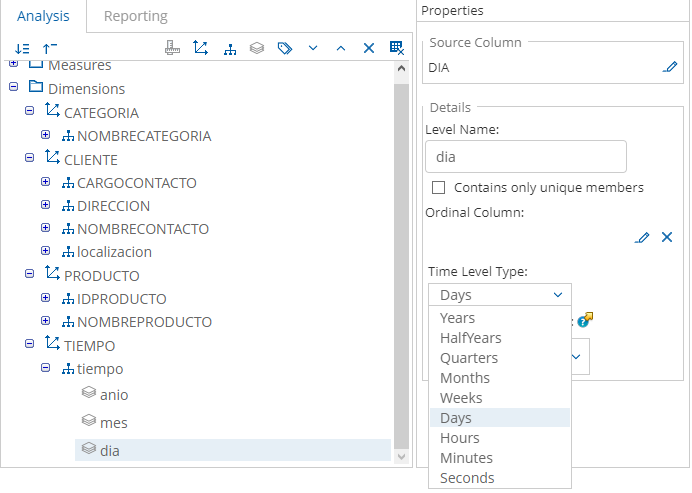 Analysis
Reporting
Measures
Dimensions
CATEGORIA
NOMBRECATEGORIA
CLIENTE
CARGOCONTACTO
DIRECCION
NOMBRECONTACTO
localizacion
PRODUCTO
IDPRODUCTO
NOMBREPRODUCTO
TIEMPO
tiempo
anio
mes
dia
Properties
Source Column
DIA
Details
Level Name:
dia
Contains only unique members
Ordinal Column:
Time Level Type:
Days
Years
HalfYears
Quarters
Months
Weeks
Days
Hours
Minutes
Seconds